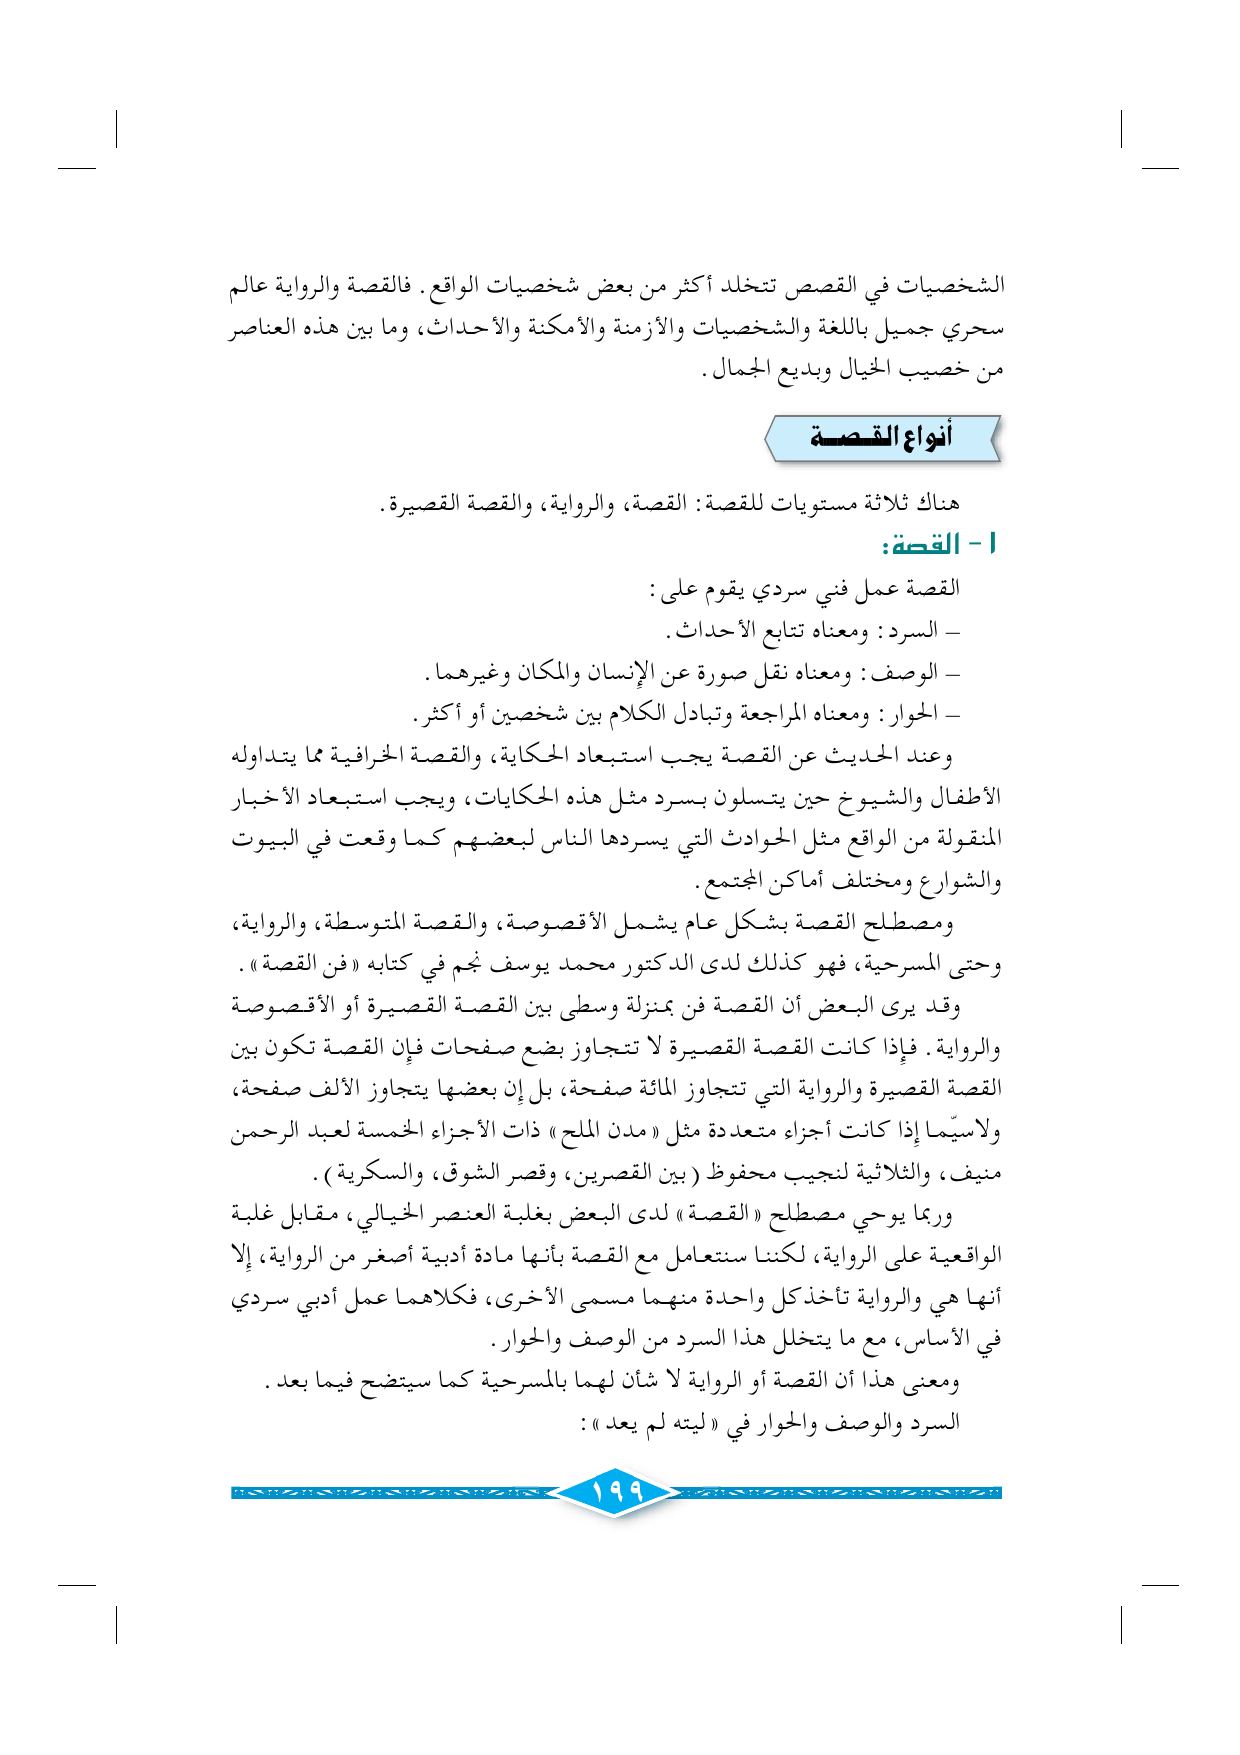 الشخصيات في القصص تتخلد أكثر من بعض شخصيات الواقع. فالقصة والرواية عالم
سحري جميل باللغة والشخصيات والأزمنة والأمكنة والأحداث، وما بين هذه العناصر
من خصيب الخيال وبديع الجمال.
أنواع القصة
هناك ثلاثة مستويات للقصة: القصة، والرواية، والقصة القصيرة.
١ - القصة:
القصة عمل فني سردي يقوم على:
– السرد: ومعناه تتابع الأحداث.
– الوصف: ومعناه نقل صورة عن الإنسان والمكان وغيرهما.
– الحوار: ومعناه المراجعة وتبادل الكلام بين شخصين أو أكثر.
وعند الحديث عن القصة يجب استبعاد الحكاية، والقصة الخرافية مما يتداوله
الأطفال والشيوخ حين يتسلون بسرد مثل هذه الحكايات، ويجب استبعاد الأخبار
المنقولة من الواقع مثل الحوادث التي يسردها الناس لبعضهم كما وقعت في البيوت
والشوارع ومختلف أماكن المجتمع.
ومصطلح القصة بشكل عام يشمل الأقصوصة، والقصة المتوسطة، والرواية،
وحتى المسرحية، فهو كذلك لدى الدكتور محمد يوسف نجم في كتابه «فن القصة».
وقد يرى البعض أن القصة فن بمنزلة وسطى بين القصة القصيرة أو الأقصوصة
والرواية. فإذا كانت القصة القصيرة لا تتجاوز بضع صفحات فإن القصة تكون بين
القصة القصيرة والرواية التي تتجاوز المائة صفحة، بل إن بعضها يتجاوز الألف صفحة،
ولاسيّما إذا كانت أجزاء متعددة مثل «مدن الملح» ذات الأجزاء الخمسة لعبد الرحمن
منيف، والثلاثية لنجيب محفوظ (بين القصرين، وقصر الشوق، والسكرية).
وربما يوحي مصطلح «القصة» لدى البعض بغلبة العنصر الخيالي، مقابل غلبة
الواقعية على الرواية، لكننا سنتعامل مع القصة بأنها مادة أدبية أصغر من الرواية، إلا
أنها هي والرواية تأخذكل واحدة منهما مسمى الأخرى، فكلاهما عمل أدبي سردي
في الأساس، مع ما يتخلل هذا السرد من الوصف والحوار.
ومعنى هذا أن القصة أو الرواية لا شأن لهما بالمسرحية كما سيتضح فيما بعد.
السرد والوصف والحوار في «ليته لم يعد»:
١٩٩